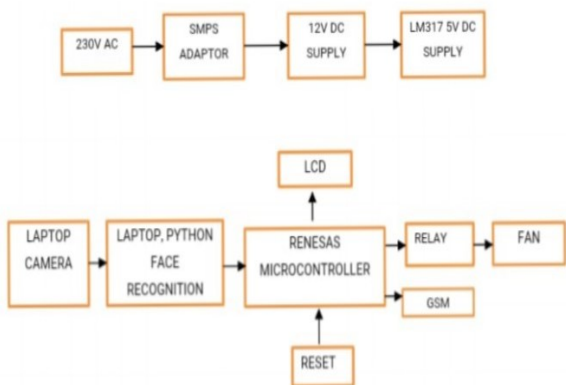 230V AC
SMPS
ADAPTOR
12V DC
SUPPLY
LM317 5V DC
SUPPLY
LCD
LAPTOP
CAMERA
LAPTOP, PYTHON
FACE
RECOGNITION
RENESAS
MICROCONTROLLER
RELAY
FAN
GSM
RESET